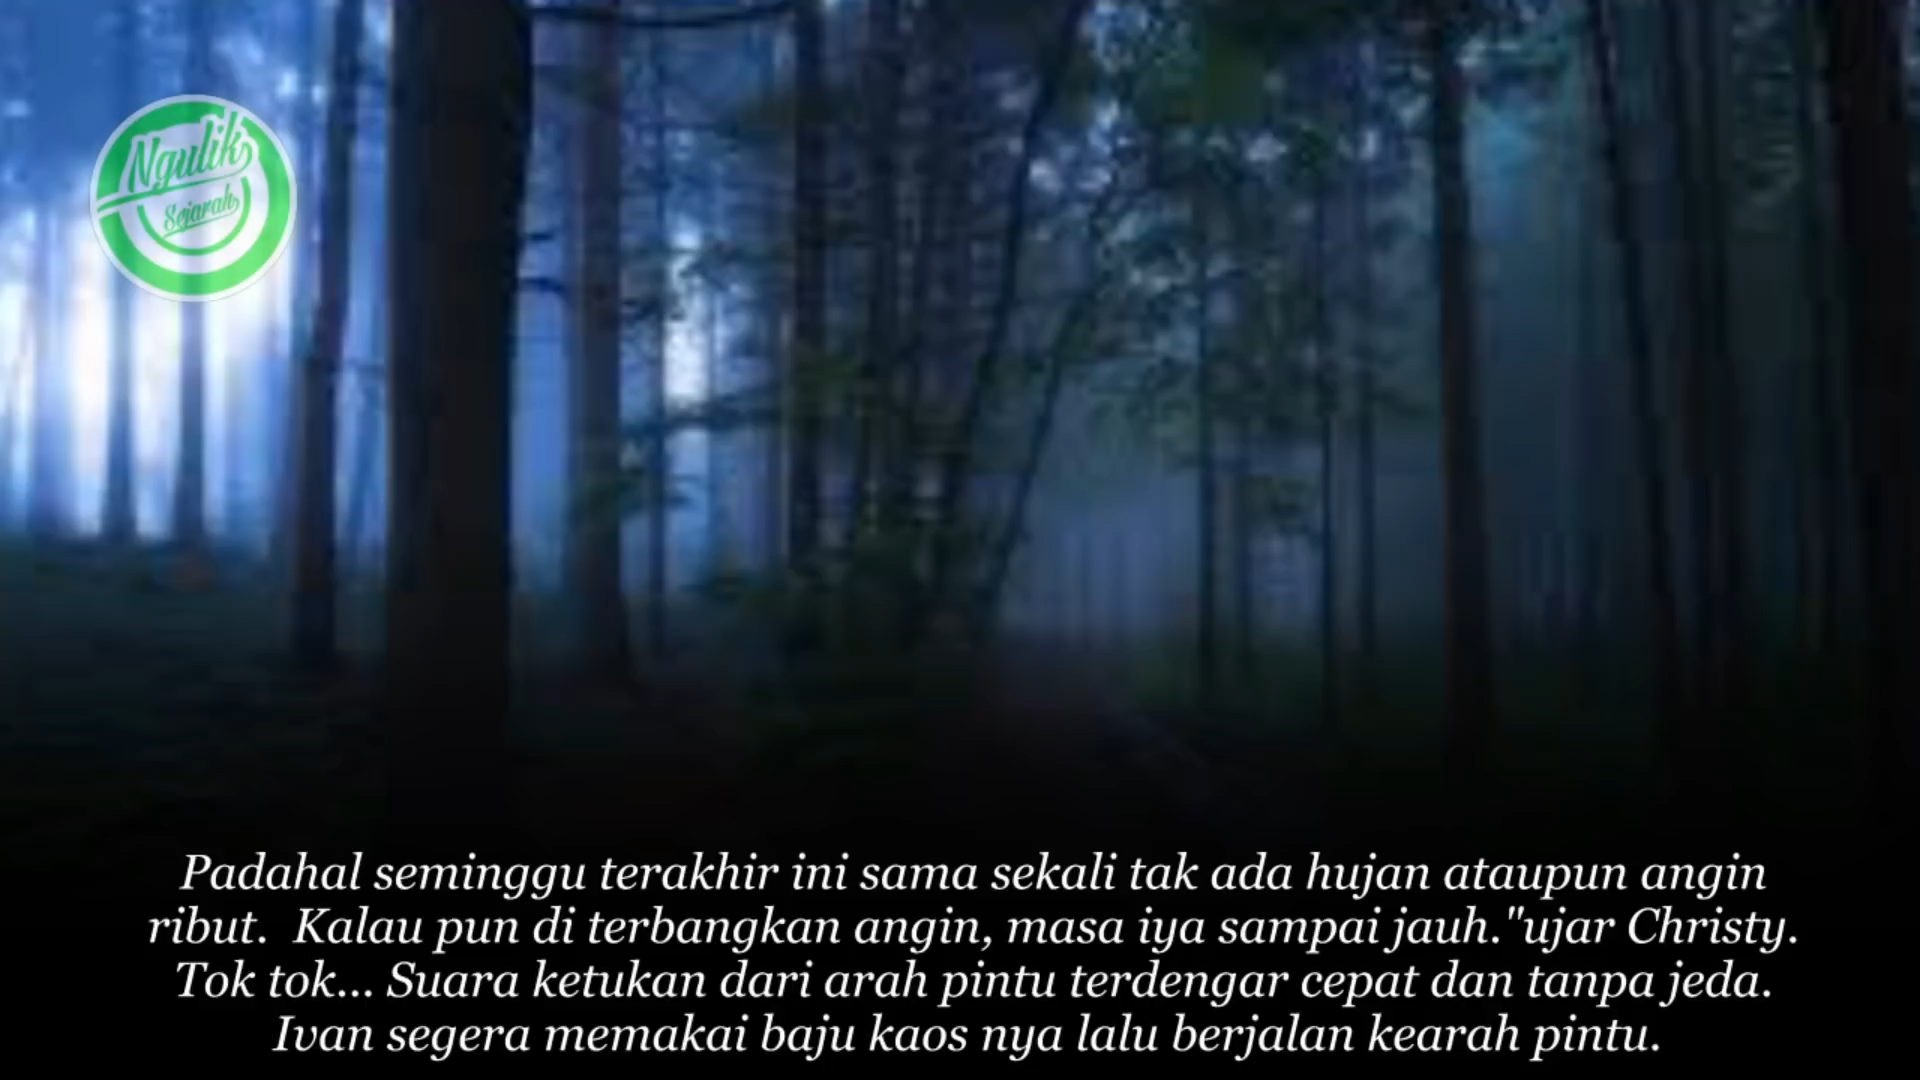 Ngulik
Sejarah
Padahal seminggu terakhir ini sama sekali tak ada hujan ataupun angin
ribut.  Kalau pun di terbangkan angin, masa iya sampai jauh."ujar Christy.
Tok tok... Suara ketukan dari arah pintu terdengar cepat dan tanpa jeda.
Ivan segera memakai baju kaos nya lalu berjalan kearah pintu.